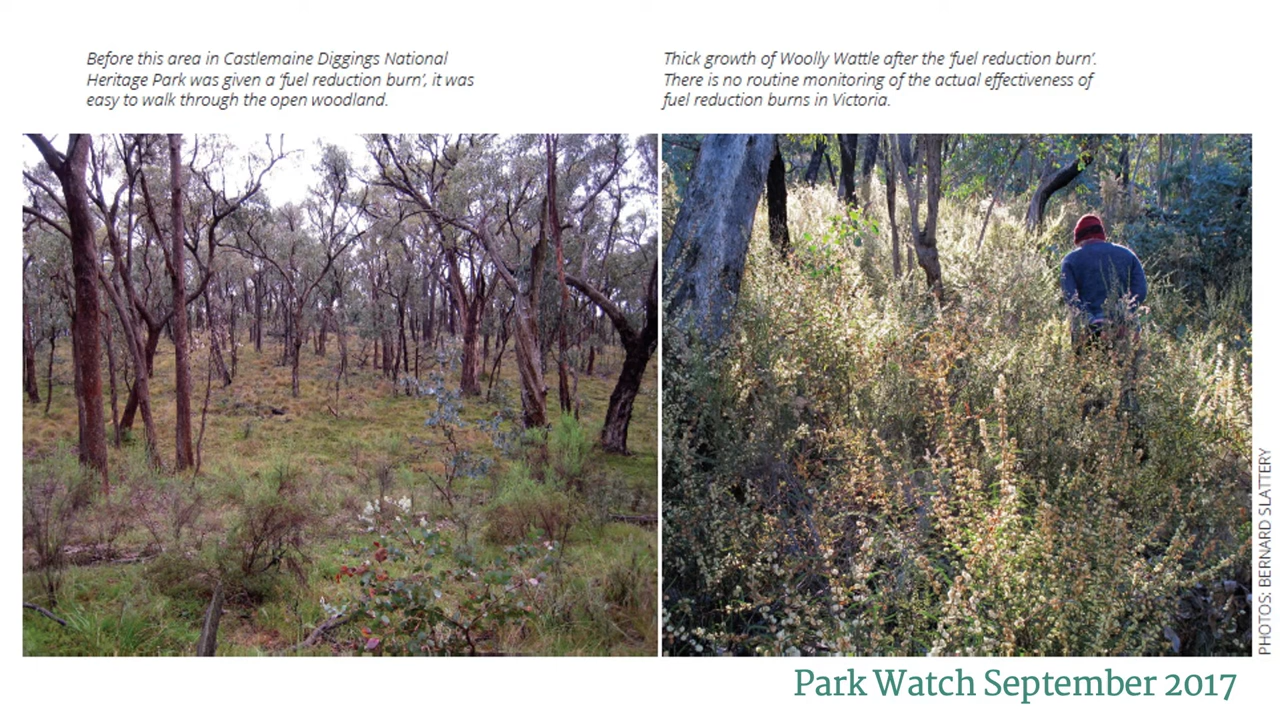 Before this area in Castlemaine Diggings National
Heritage Park was given a ‘fuel reduction burn’, it was
easy to walk through the open woodland.
Thick growth of Woolly Wattle after the ‘fuel reduction burn’.
There is no routine monitoring of the actual effectiveness of
fuel reduction burns in Victoria.
PHOTOS: BERNARD SLATTERY
Park Watch September 2017